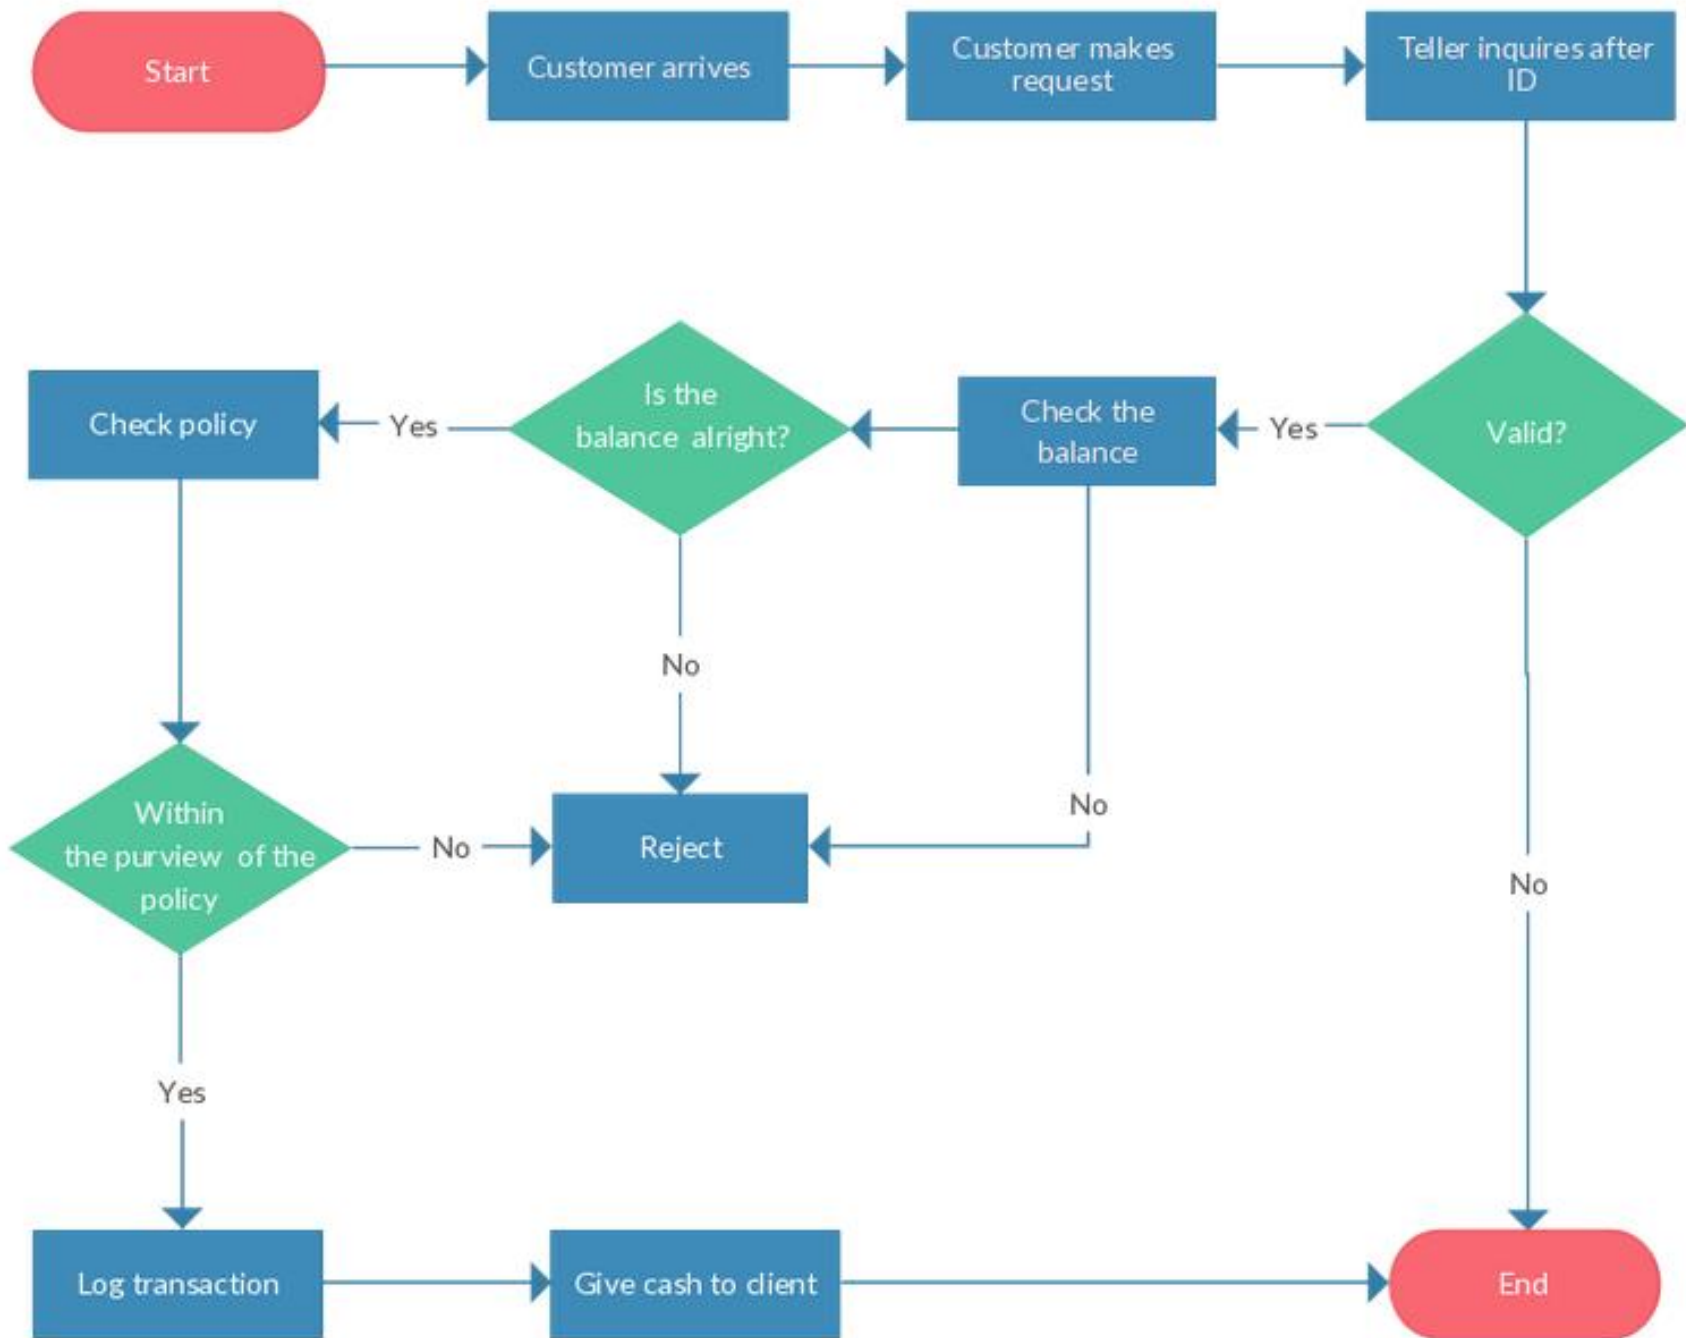 Start
Customer arrives
Customer makes
request
Teller inquires after
ID
Valid?
Yes
Check the
balance
Is the
balance alright?
Yes
Check policy
No
No
No
Within
the purview of the
policy
No
Reject
Yes
Log transaction
Give cash to client
End